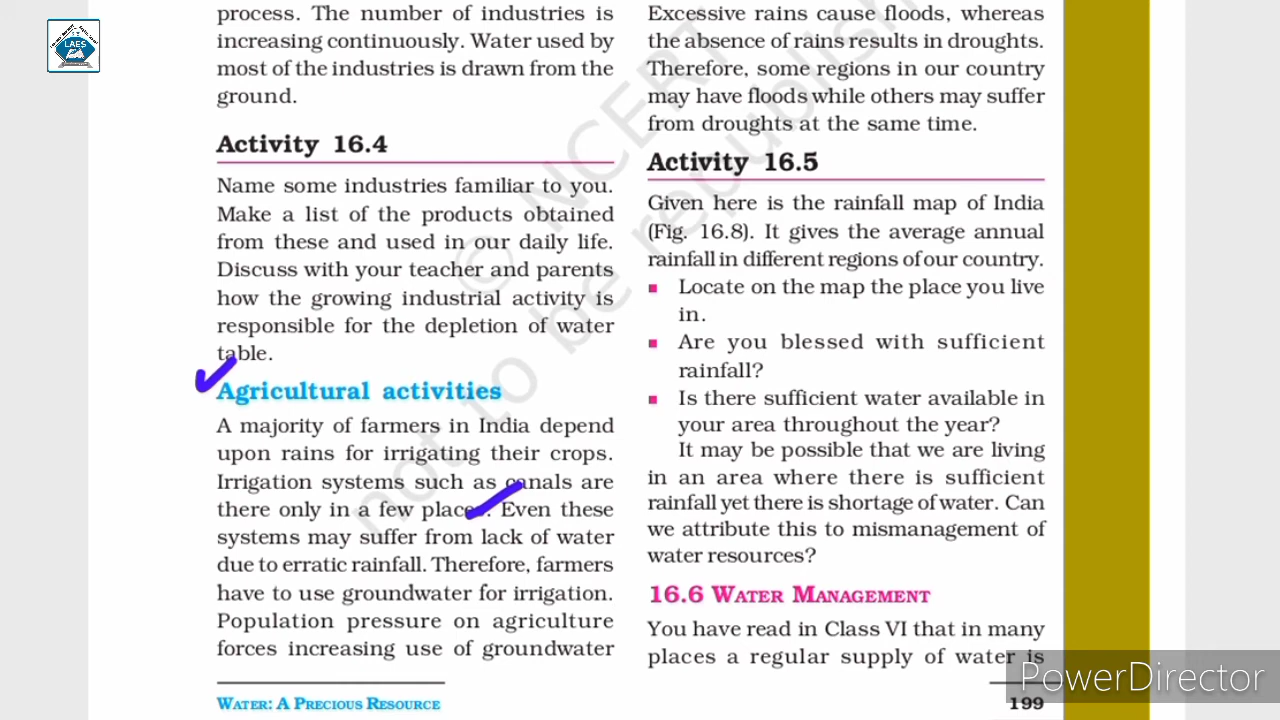 process. The number of industries is
increasing continuously. Water used by
most of the industries is drawn from the
ground.
Activity 16.4
Name some industries familiar to you.
Make a list of the products obtained
from these and used in our daily life.
Discuss with your teacher and parents
how the growing industrial activity is
responsible for the depletion of water
table.
Agricultural activities
A majority of farmers in India depend
upon rains for irrigating their crops.
Irrigation systems such as canals are
there only in a few places. Even these
systems may suffer from lack of water
due to erratic rainfall. Therefore, farmers
have to use groundwater for irrigation.
Population pressure on agriculture
forces increasing use of groundwater
WATER: A PRECIOUS RESOURCE
Excessive rains cause floods, whereas
the absence of rains results in droughts.
Therefore, some regions in our country
may have floods while others may suffer
from droughts at the same time.
Activity 16.5
Given here is the rainfall map of India
(Fig. 16.8). It gives the average annual
rainfall in different regions of our country.
Locate on the map the place you live
in.
Are you blessed with sufficient
rainfall?
Is there sufficient water available in
your area throughout the year?
It may be possible that we are living
in an area where there is sufficient
rainfall yet there is shortage of water. Can
we attribute this to mismanagement of
water resources?
16.6 WATER MANAGEMENT
You have read in Class VI that in many
places a regular supply of water is
199
© NCERT
not to be republish
LAES
PowerDirector